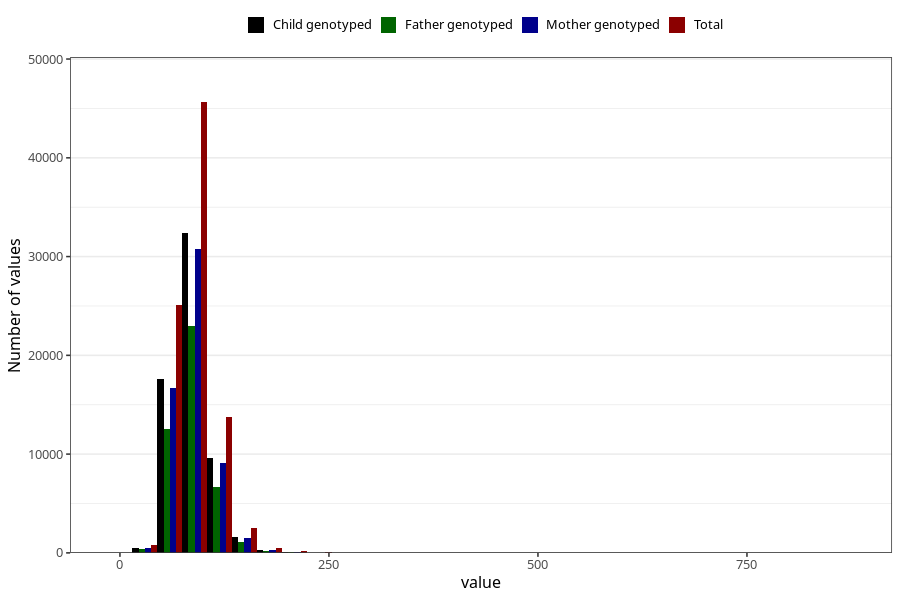 Child genotyped Father genotyped Mother genotyped Total
50000
40000
30000
20000
10000
0
Number of values
0 250 500 750
value